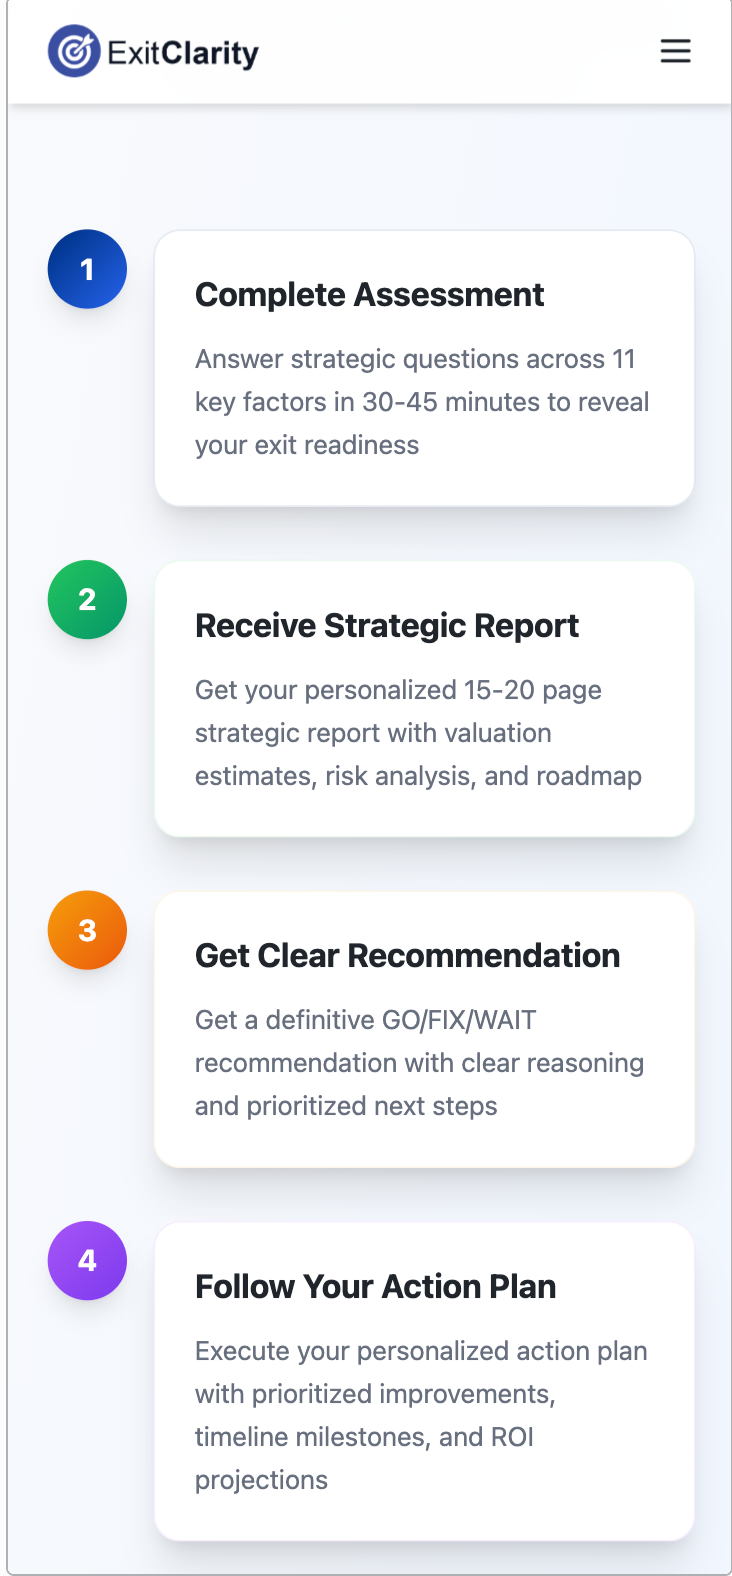 ExitClarity
1
Complete Assessment
Answer strategic questions across 11
key factors in 30-45 minutes to reveal
your exit readiness
2
Receive Strategic Report
Get your personalized 15-20 page
strategic report with valuation
estimates, risk analysis, and roadmap
3
Get Clear Recommendation
Get a definitive GO/FIX/WAIT
recommendation with clear reasoning
and prioritized next steps
4
Follow Your Action Plan
Execute your personalized action plan
with prioritized improvements,
timeline milestones, and ROI
projections